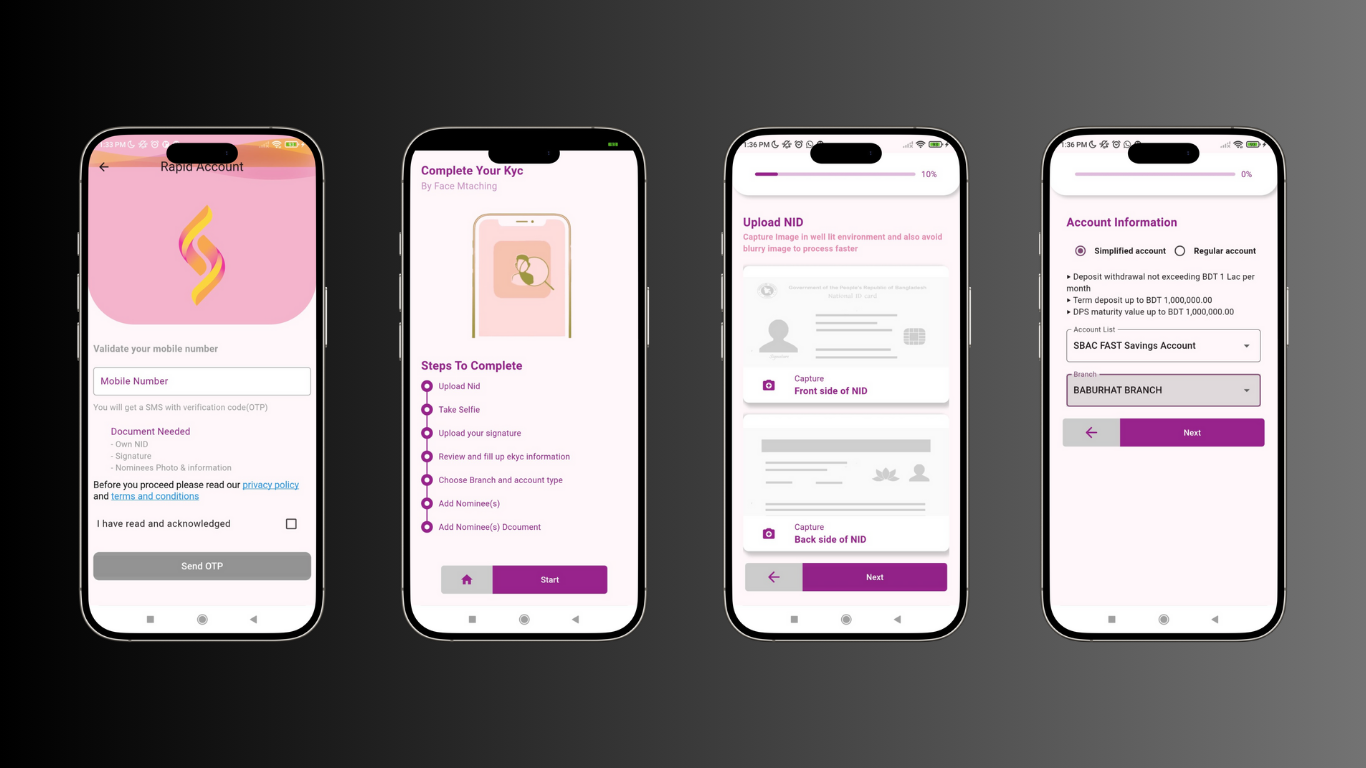 1:33 PM
Rapid Account
Validate your mobile number
Mobile Number
You will get a SMS with verification code(OTP)
Document Needed
- Own NID
- Signature
- Nominees Photo & information
Before you proceed please read our privacy policy
and terms and conditions
I have read and acknowledged
Send OTP
Complete Your Kyc
By Face Mtaching
Steps To Complete
Upload Nid
Take Selfie
Upload your signature
Review and fill up ekyc information
Choose Branch and account type
Add Nominee(s)
Add Nominee(s) Dcoument
Start
1:36 PM
10%
Upload NID
Capture Image in well lit environment and also avoid
blurry image to process faster
Government of the People's Republic of Bangladesh
National ID card
Capture
Front side of NID
Capture
Back side of NID
Next
1:36 PM
0%
Account Information
Simplified account
Regular account
▸ Deposit withdrawal not exceeding BDT 1 Lac per
month
▸ Term deposit up to BDT 1,000,000.00
▸ DPS maturity value up to BDT 1,000,000.00
Account List
SBAC FAST Savings Account
Branch
BABURHAT BRANCH
Next